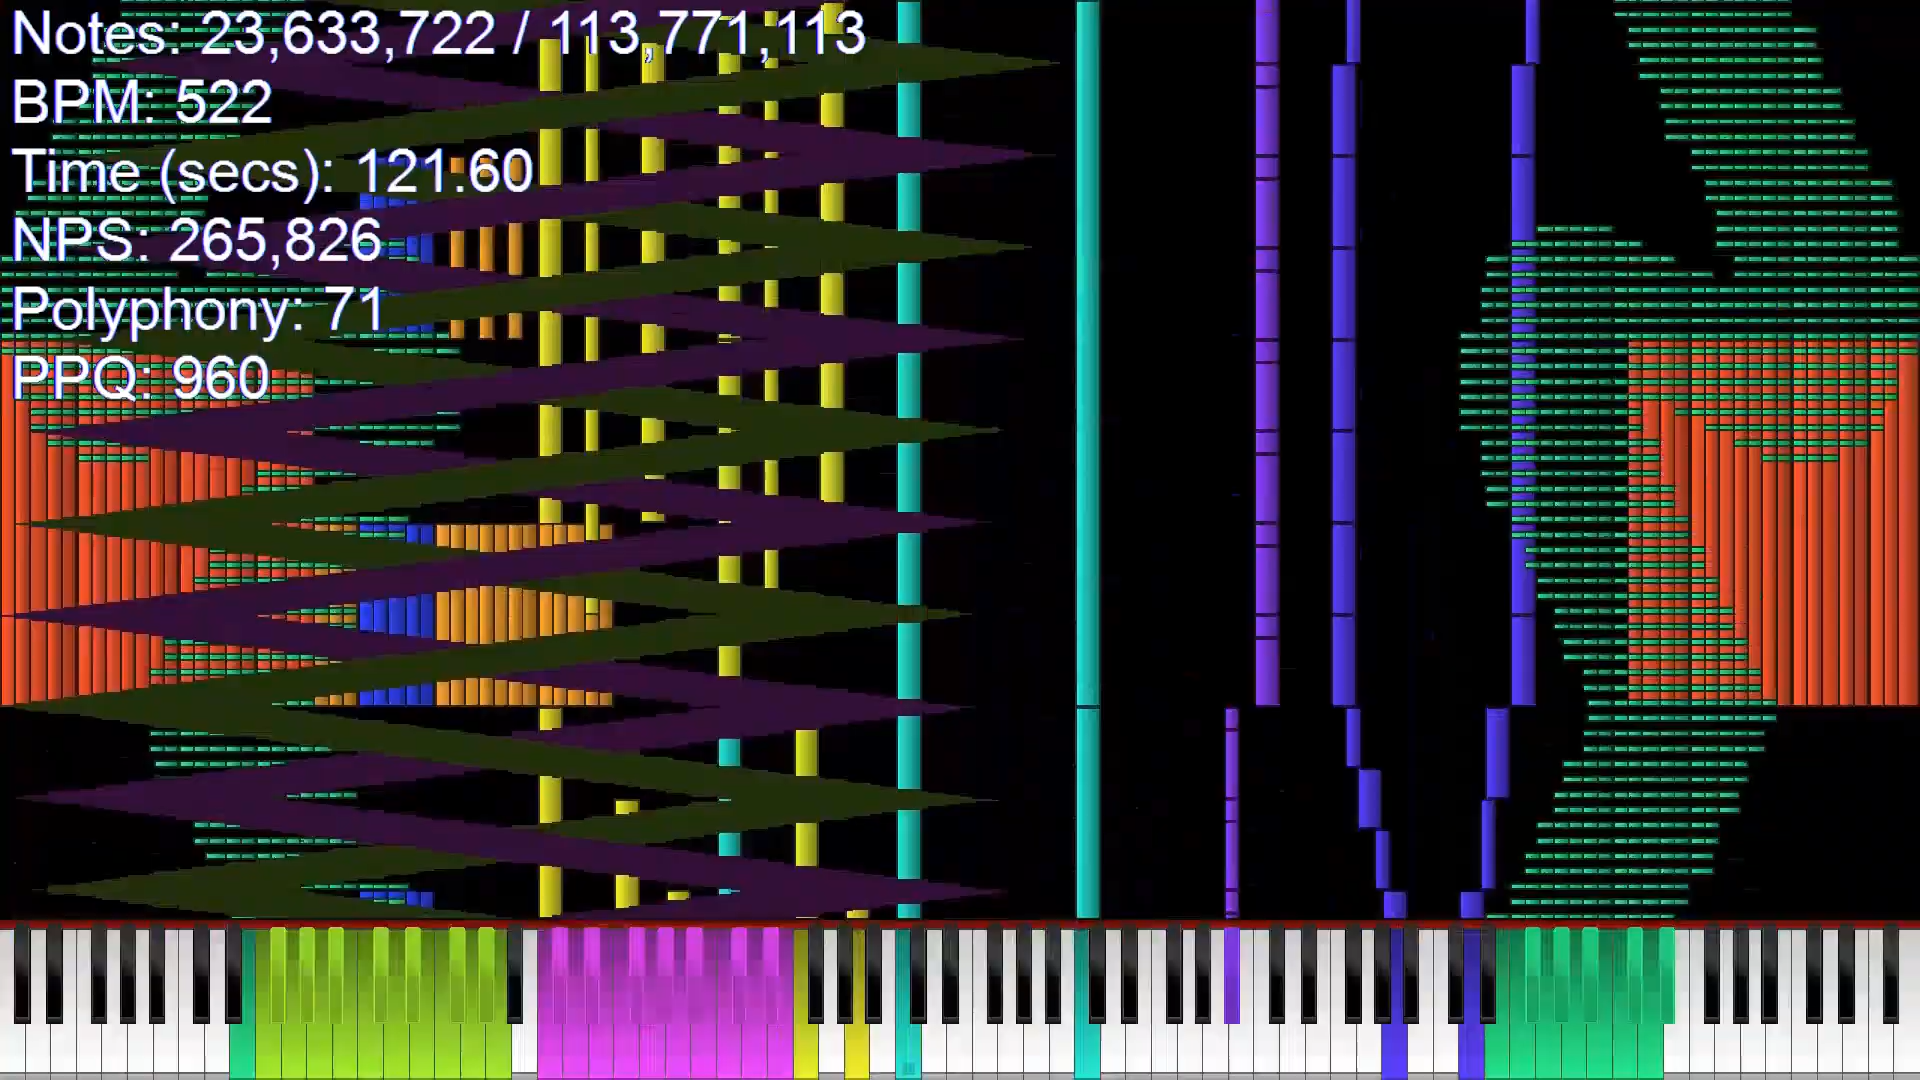 Notes: 23,633,722 / 113,771,113
BPM: 522
Time (secs): 121.60
NPS: 265,826
Polyphony: 71
PPQ: 960